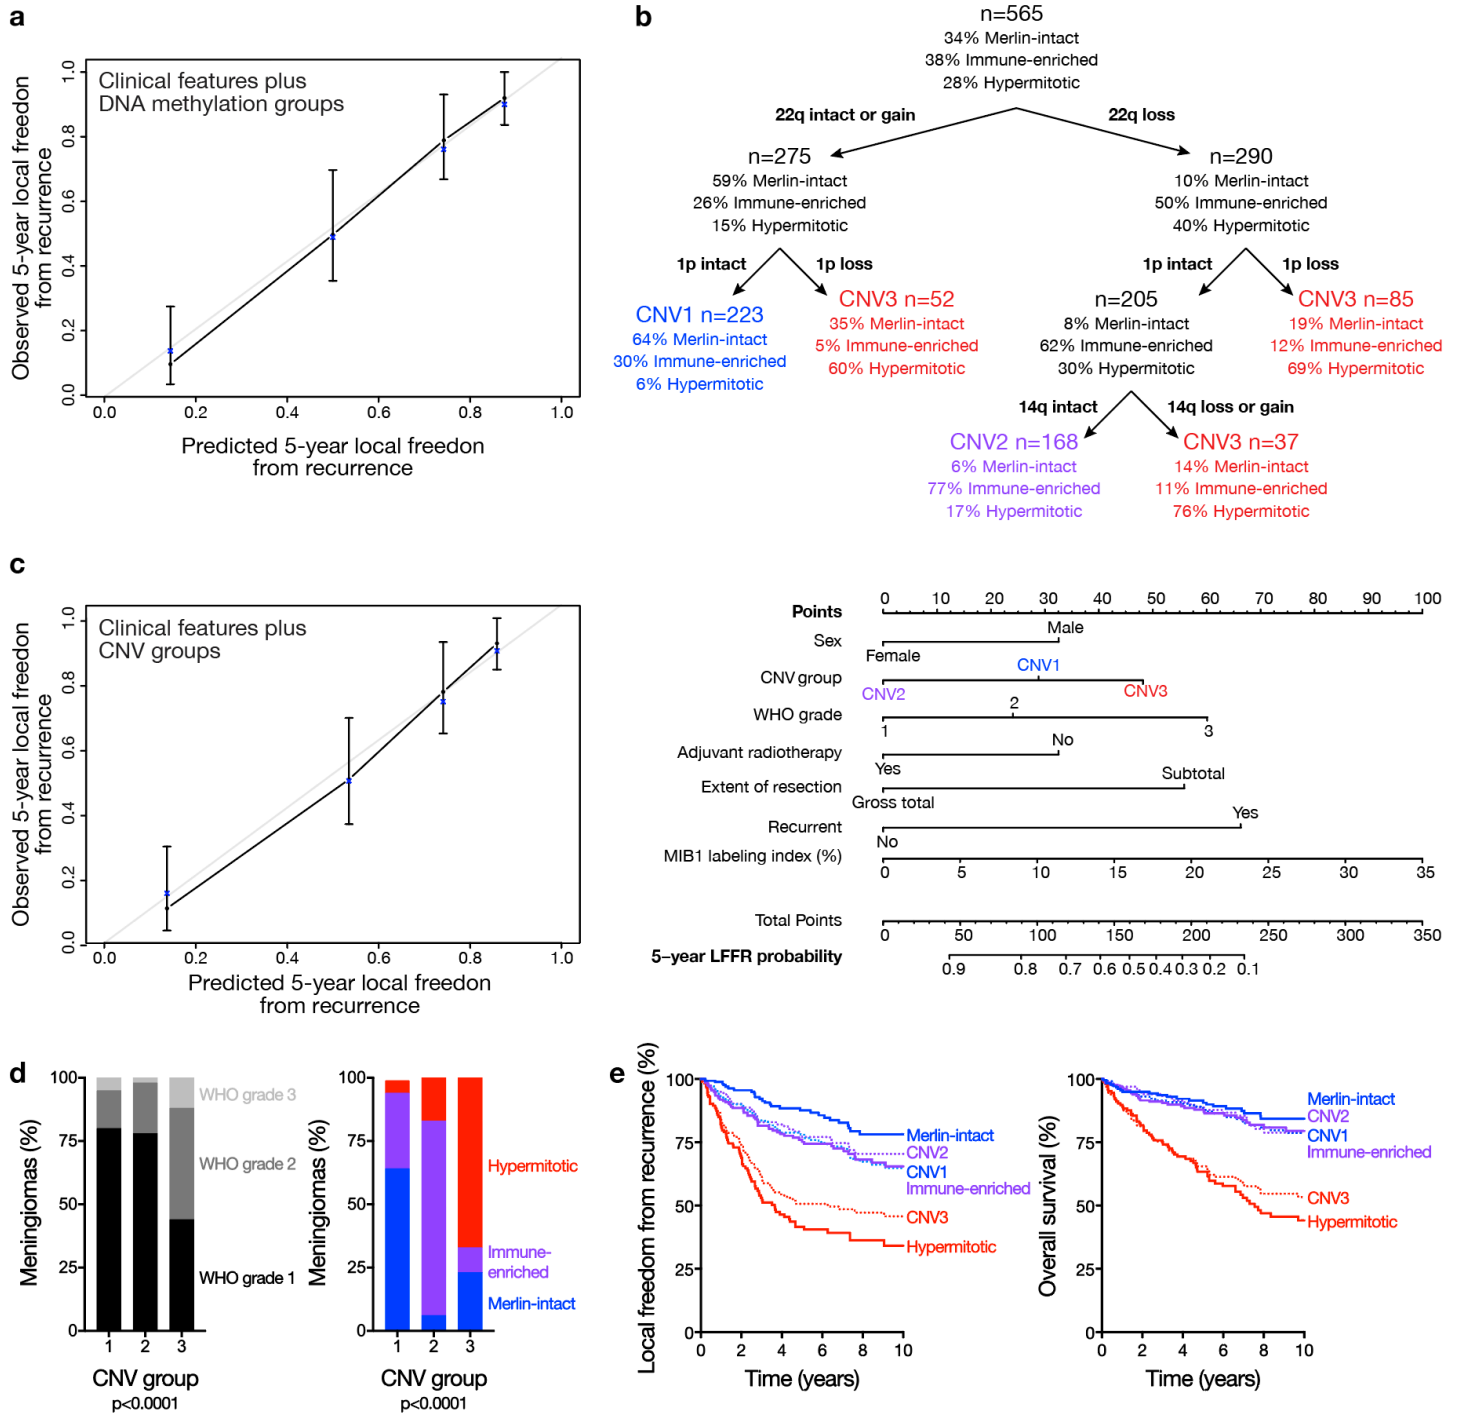 a
Clinical features plus
DNA methylation groups
Observed 5-year local freedom
from recurrence
1.0
0.8
0.6
0.4
0.2
0.0
0.0 0.2 0.4 0.6 0.8 1.0
Predicted 5-year local freedon
from recurrence
b
n=565
34% Merlin-intact
38% Immune-enriched
28% Hypermitotic
22q intact or gain
22q loss
n=275
59% Merlin-intact
26% Immune-enriched
15% Hypermitotic
n=290
10% Merlin-intact
50% Immune-enriched
40% Hypermitotic
1p intact
1p loss
1p intact
1p loss
CNV1 n=223
64% Merlin-intact
30% Immune-enriched
6% Hypermitotic
CNV3 n=52
35% Merlin-intact
5% Immune-enriched
60% Hypermitotic
n=205
8% Merlin-intact
62% Immune-enriched
30% Hypermitotic
CNV3 n=85
19% Merlin-intact
12% Immune-enriched
69% Hypermitotic
14q intact
14q loss or gain
CNV2 n=168
6% Merlin-intact
77% Immune-enriched
17% Hypermitotic
CNV3 n=37
14% Merlin-intact
11% Immune-enriched
76% Hypermitotic
c
Clinical features plus
CNV groups
Observed 5-year local freedom
from recurrence
1.0
0.8
0.6
0.4
0.2
0.0
0.0 0.2 0.4 0.6 0.8 1.0
Predicted 5-year local freedon
from recurrence
Points
0 10 20 30 40 50 60 70 80 90 100
Sex
Male
Female
CNV group
CNV1
CNV2
CNV3
WHO grade
2
1
3
Adjuvant radiotherapy
No
Yes
Extent of resection
Subtotal
Gross total
Recurrent
Yes
No
MIB1 labeling index (%)
0 5 10 15 20 25 30 35
Total Points
0 50 100 150 200 250 300 350
5–year LFFR probability
0.9 0.8 0.7 0.6 0.5 0.4 0.3 0.2 0.1
d
Meningiomas (%)
100
75
50
25
0
WHO grade 3
WHO grade 2
WHO grade 1
1 2 3
CNV group
p<0.0001
Meningiomas (%)
100
75
50
25
0
Hypermitotic
Immune-
enriched
Merlin-intact
1 2 3
CNV group
p<0.0001
e
Local freedom from recurrence (%)
100
75
50
25
0
Merlin-intact
CNV2
CNV1
Immune-enriched
CNV3
Hypermitotic
0 2 4 6 8 10
Time (years)
Overall survival (%)
100
75
50
25
0
Merlin-intact
CNV2
CNV1
Immune-enriched
CNV3
Hypermitotic
0 2 4 6 8 10
Time (years)